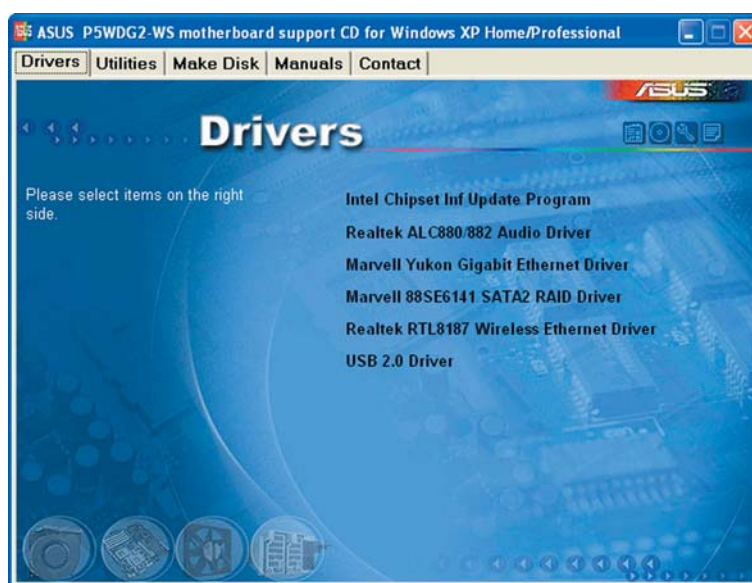 ASUS P5WDG2-WS motherboard support CD for Windows XP Home/Professional
Drivers Utilities Make Disk Manuals Contact
ASUS
Drivers
Please select items on the right
side.
Intel Chipset Inf Update Program
Realtek ALC880/882 Audio Driver
Marvell Yukon Gigabit Ethernet Driver
Marvell 88SE6141 SATA2 RAID Driver
Realtek RTL8187 Wireless Ethernet Driver
USB 2.0 Driver